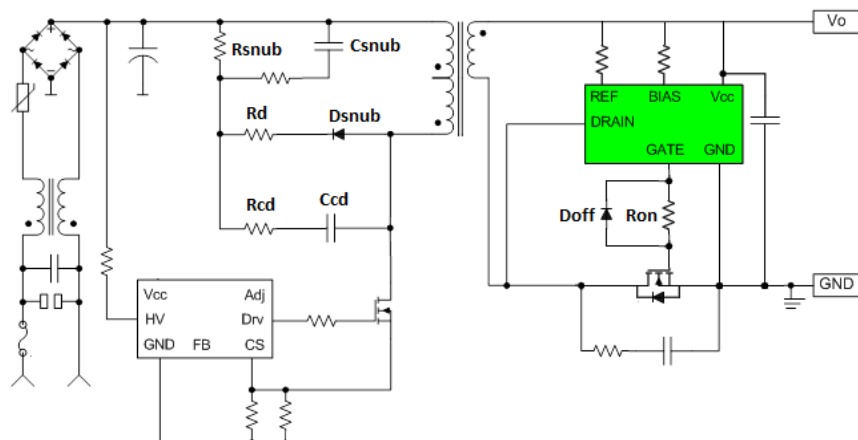 Vo
Rsnub
Csnub
REF BIAS Vcc
DRAIN
GATE GND
Rd
Dsnub
Rcd
Ccd
Doff
Ron
GND
Vcc Adj
HV Drv
GND FB CS